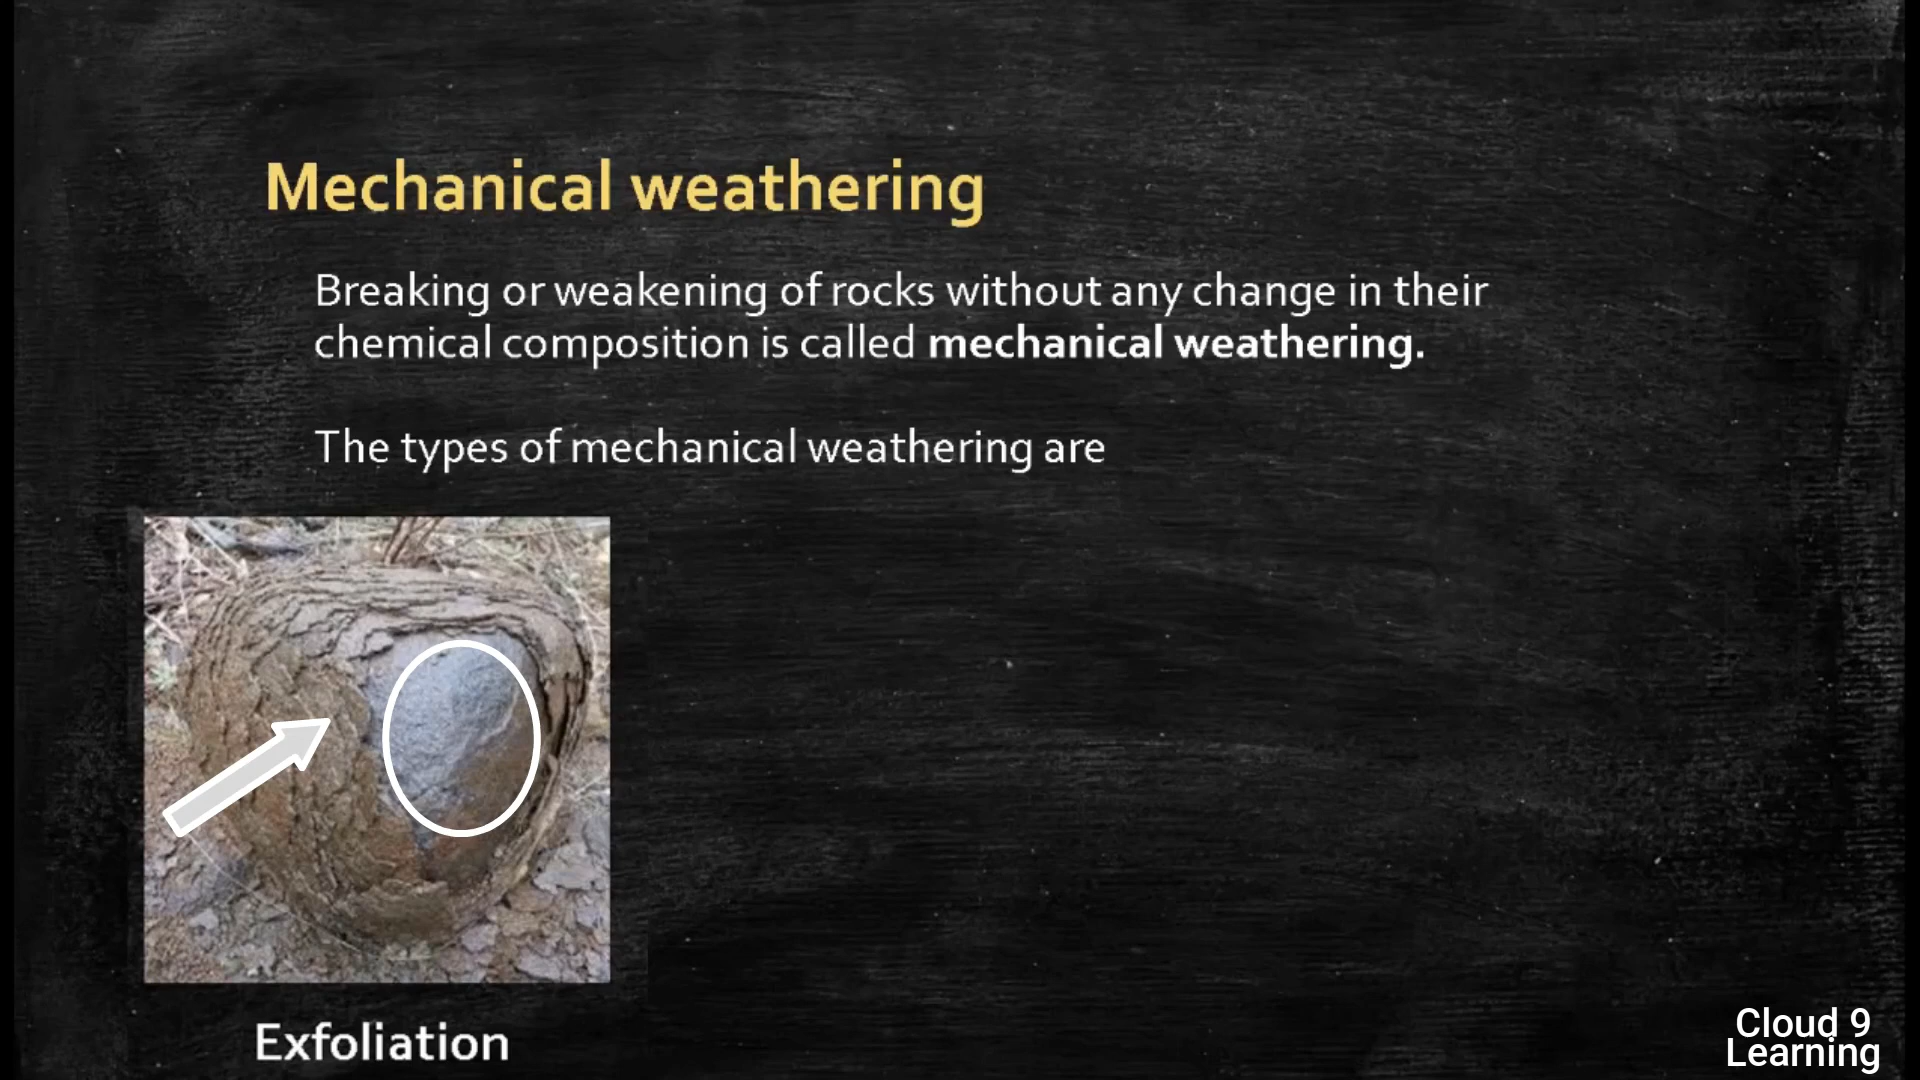 Mechanical weathering
Breaking or weakening of rocks without any change in their
chemical composition is called mechanical weathering.
The types of mechanical weathering are
Exfoliation
Cloud 9
Learning